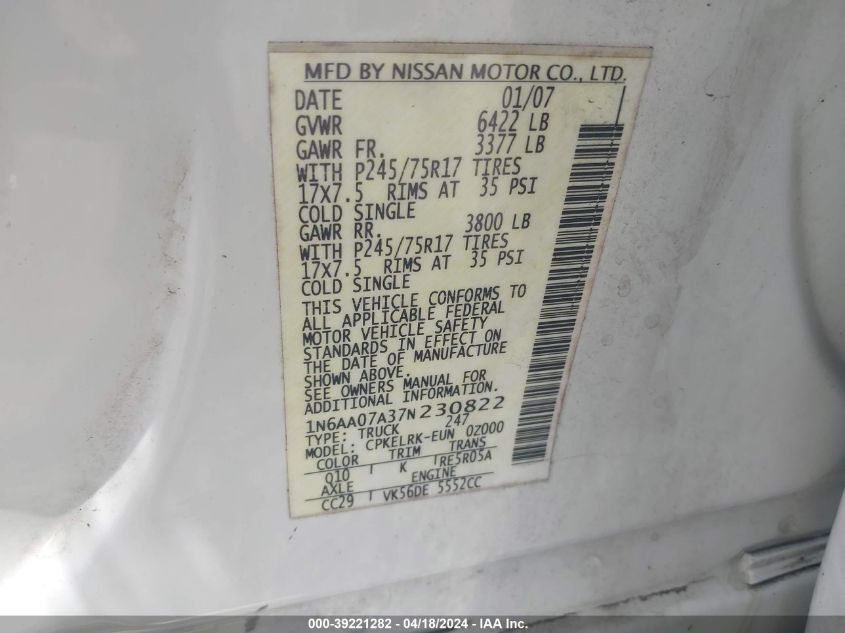 MFD BY NISSAN MOTOR CO., LTD.
DATE 01/07
GVWR 6422 LB
GAWR FR. 3377 LB
WITH P245/75R17 TIRES
17X7.5 RIMS AT 35 PSI
COLD SINGLE
GAWR RR. 3800 LB
WITH P245/75R17 TIRES
17X7.5 RIMS AT 35 PSI
COLD SINGLE
THIS VEHICLE CONFORMS TO
ALL APPLICABLE FEDERAL
MOTOR VEHICLE SAFETY
STANDARDS IN EFFECT ON
THE DATE OF MANUFACTURE
SHOWN ABOVE.
SEE OWNERS MANUAL FOR
ADDITIONAL INFORMATION.
1N6AA07A37N230822
TYPE: TRUCK 247
MODEL: CPKELRK-EUN 0Z000
COLOR TRIM TRANS
Q10 K RE5R05A
AXLE ENGINE
CC29 VK56DE 5552CC
000-39221282 - 04/18/2024 - IAA Inc.